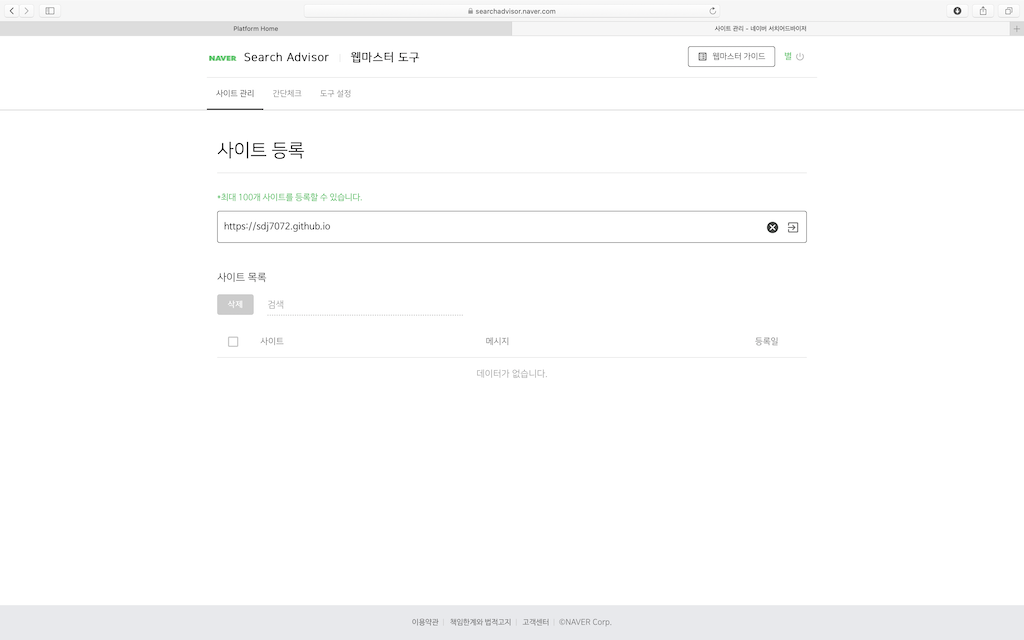 searchadvisor.naver.com
Platform Home
사이트 관리 - 네이버 서치어드바이저
NAVER Search Advisor 웹마스터 도구
웹마스터 가이드 별
사이트 관리 간단체크 도구 설정
사이트 등록
*최대 100개 사이트를 등록할 수 있습니다.
https://sdj7072.github.io
사이트 목록
삭제 검색
사이트 메시지 등록일
데이터가 없습니다.
이용약관 책임한계와 법적고지 고객센터 ©NAVER Corp.